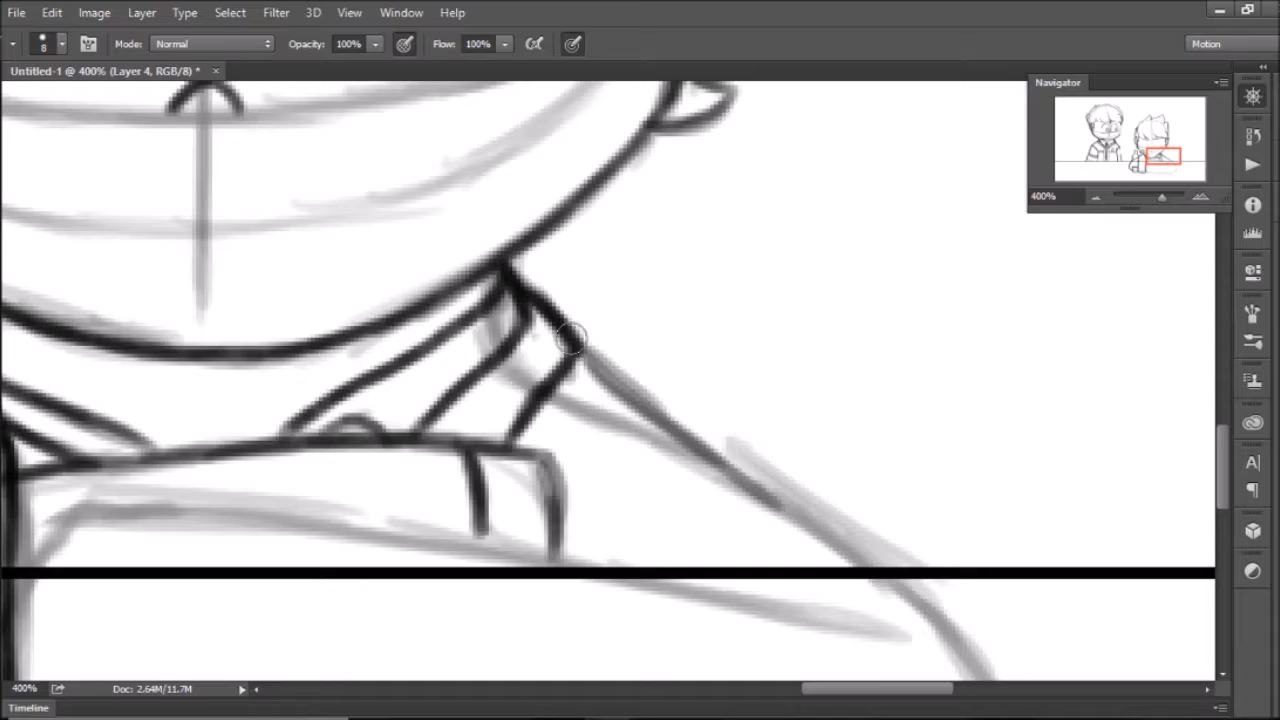 File Edit Image Layer Type Select Filter 3D View Window Help
8 Mode: Normal Opacity: 100% Flow: 100% Motion
Untitled-1 @ 400% (Layer 4, RGB/8) * ×
Navigator
400%
400% Doc: 2.64M/11.7M
Timeline